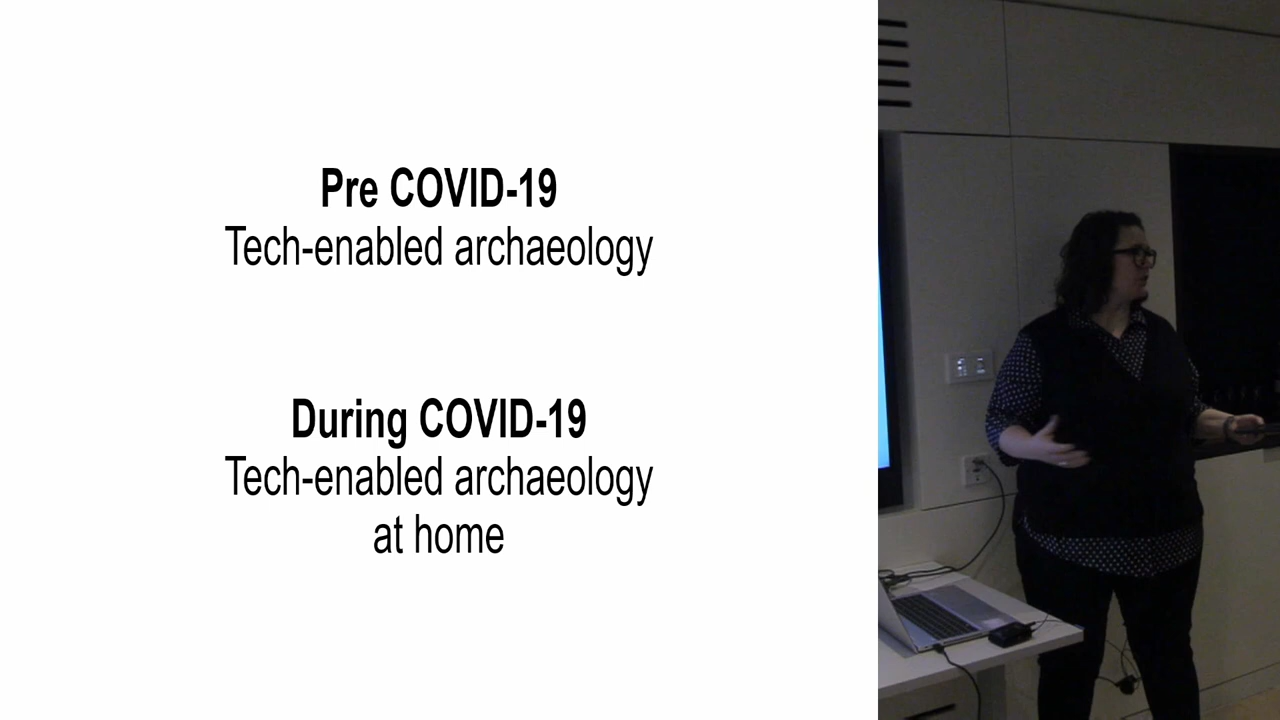 Pre COVID-19
Tech-enabled archaeology
During COVID-19
Tech-enabled archaeology
at home